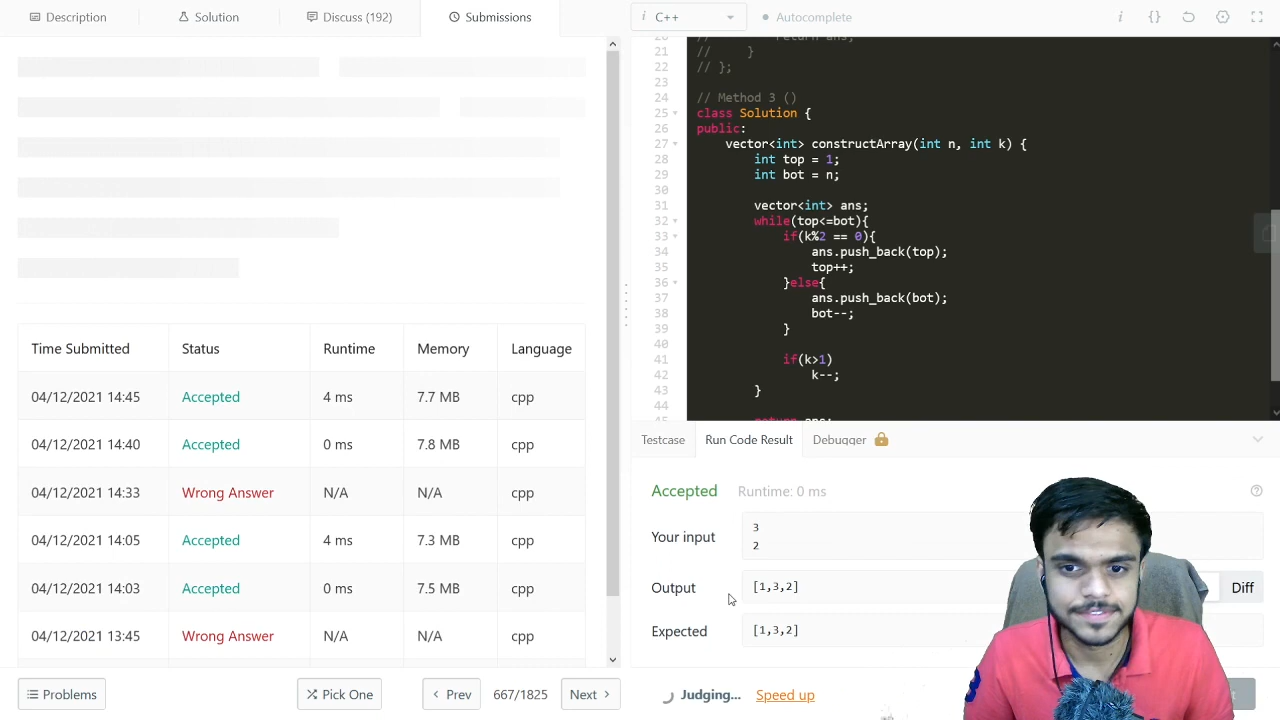 Description
Solution
Discuss (192)
Submissions
i C++
Autocomplete
i {}
21 // }
22 // };
23
24 // Method 3 ()
25 class Solution {
26 public:
27 vector<int> constructArray(int n, int k) {
28 int top = 1;
29 int bot = n;
30
31 vector<int> ans;
32 while(top<=bot){
33 if(k%2 == 0){
34 ans.push_back(top);
35 top++;
36 }else{
37 ans.push_back(bot);
38 bot--;
39 }
40
41 if(k>1)
42 k--;
43 }
44
Time Submitted Status Runtime Memory Language
04/12/2021 14:43 Accepted 4 ms 7.7 MB cpp
04/12/2021 14:40 Accepted 0 ms 7.8 MB cpp
04/12/2021 14:33 Wrong Answer N/A N/A cpp
04/12/2021 14:05 Accepted 4 ms 7.3 MB cpp
04/12/2021 14:03 Accepted 0 ms 7.5 MB cpp
04/12/2021 13:45 Wrong Answer N/A N/A cpp
Testcase
Run Code Result
Debugger
Accepted Runtime: 0 ms
Your input
3
2
Output [1,3,2]
Diff
Expected [1,3,2]
Problems
Pick One
Prev
667/1825
Next
Judging...
Speed up